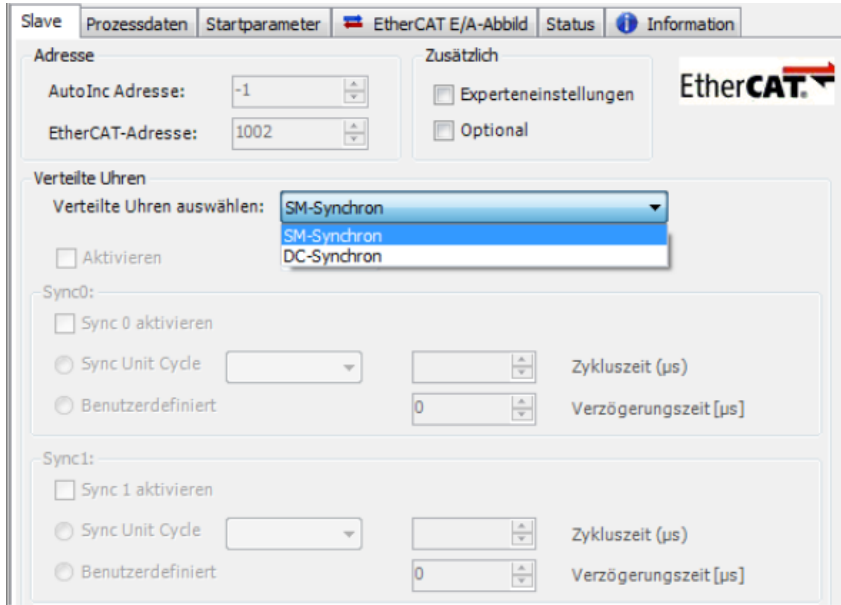 Slave Prozessdaten Startparameter EtherCAT E/A-Abbild Status Information
Adresse
AutoInc Adresse: -1
EtherCAT-Adresse: 1002
Zusätzlich
Experteneinstellungen
Optional
EtherCAT.
Verteilte Uhren
Verteilte Uhren auswählen: SM-Synchron
SM-Synchron
DC-Synchron
Aktivieren
Sync0:
Sync 0 aktivieren
Sync Unit Cycle Zykluszeit (µs)
Benutzerdefiniert 0 Verzögerungszeit[µs]
Sync1:
Sync 1 aktivieren
Sync Unit Cycle Zykluszeit (µs)
Benutzerdefiniert 0 Verzögerungszeit[µs]